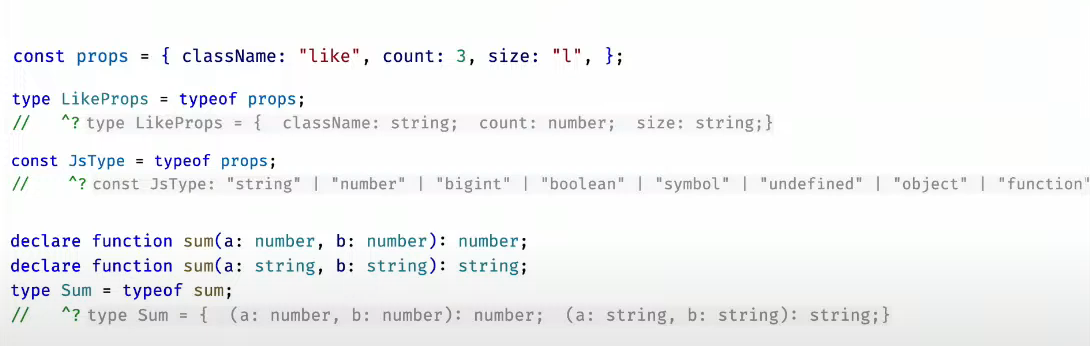 const props = { className: "like", count: 3, size: "l", };
type LikeProps = typeof props;
//   ^? type LikeProps = {  className: string;  count: number;  size: string;}
const JsType = typeof props;
//    ^? const JsType: "string" | "number" | "bigint" | "boolean" | "symbol" | "undefined" | "object" | "function"
declare function sum(a: number, b: number): number;
declare function sum(a: string, b: string): string;
type Sum = typeof sum;
//   ^? type Sum = {  (a: number, b: number): number;  (a: string, b: string): string;}